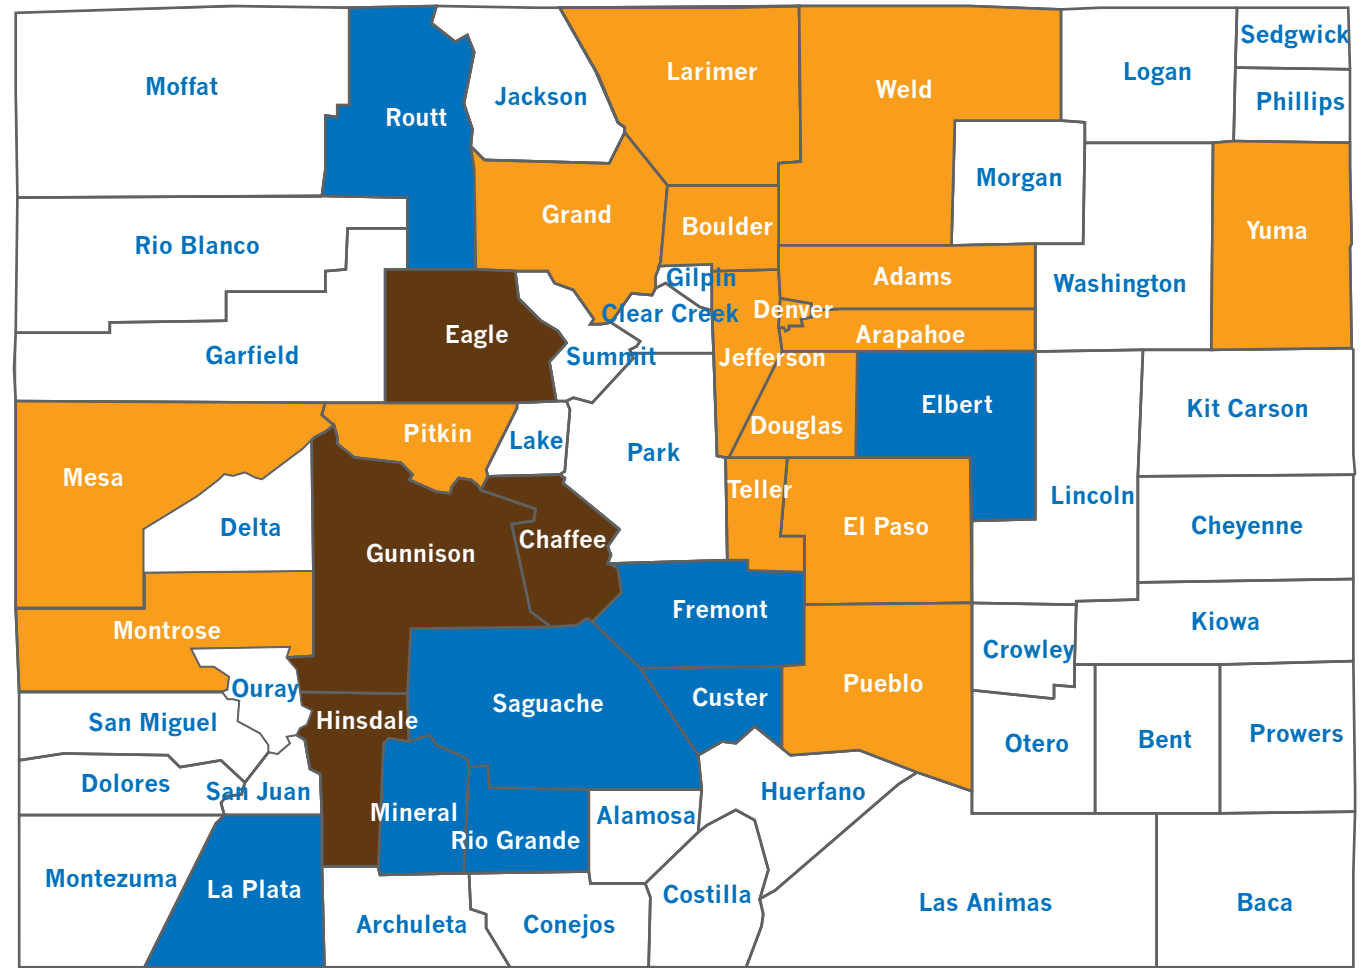 Sedgwick
Moffat
Larimer
Logan
Weld
Jackson
Phillips
Routt
Morgan
Grand
Boulder
Yuma
Rio Blanco
Gilpin
Adams
Washington
Clear Creek
Denver
Eagle
Arapahoe
Garfield
Summit
Jefferson
Elbert
Kit Carson
Pitkin
Lake
Douglas
Park
Mesa
Teller
Lincoln
Delta
El Paso
Cheyenne
Gunnison
Chaffee
Fremont
Kiowa
Montrose
Crowley
Ouray
Pueblo
Custer
Saguache
San Miguel
Hinsdale
Prowers
Otero
Bent
Dolores
San Juan
Huerfano
Mineral
Alamosa
Rio Grande
Montezuma
La Plata
Costilla
Las Animas
Baca
Archuleta
Conejos